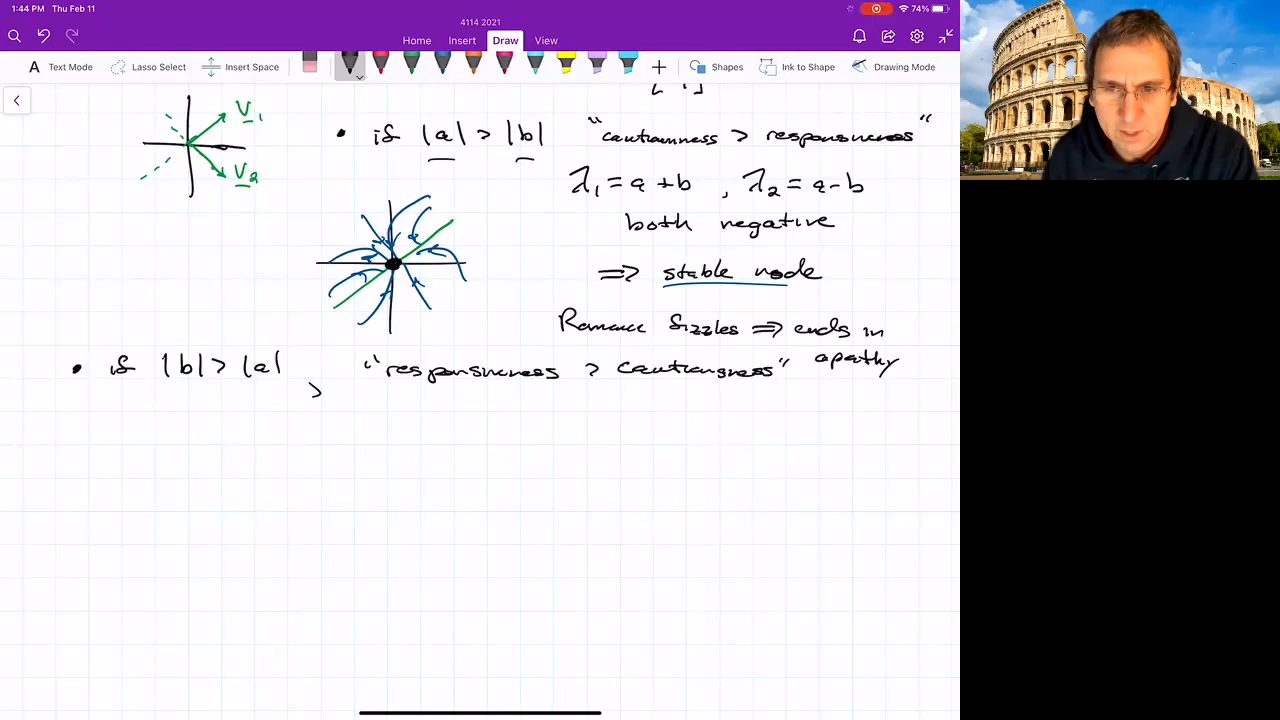 1:44 PM Thu Feb 11
74%
4114 2021
Home Insert Draw View
A Text Mode Lasso Select Insert Space Shapes Ink to Shape Drawing Mode
V1
V2
• if |a| > |b| "cautiousness > responsiveness"
λ1 = a + b , λ2 = a - b
both negative
⇒ stable node
Romance fizzles ⇒ ends in
apathy
• if |b| > |a| "responsiveness > cautiousness"
>